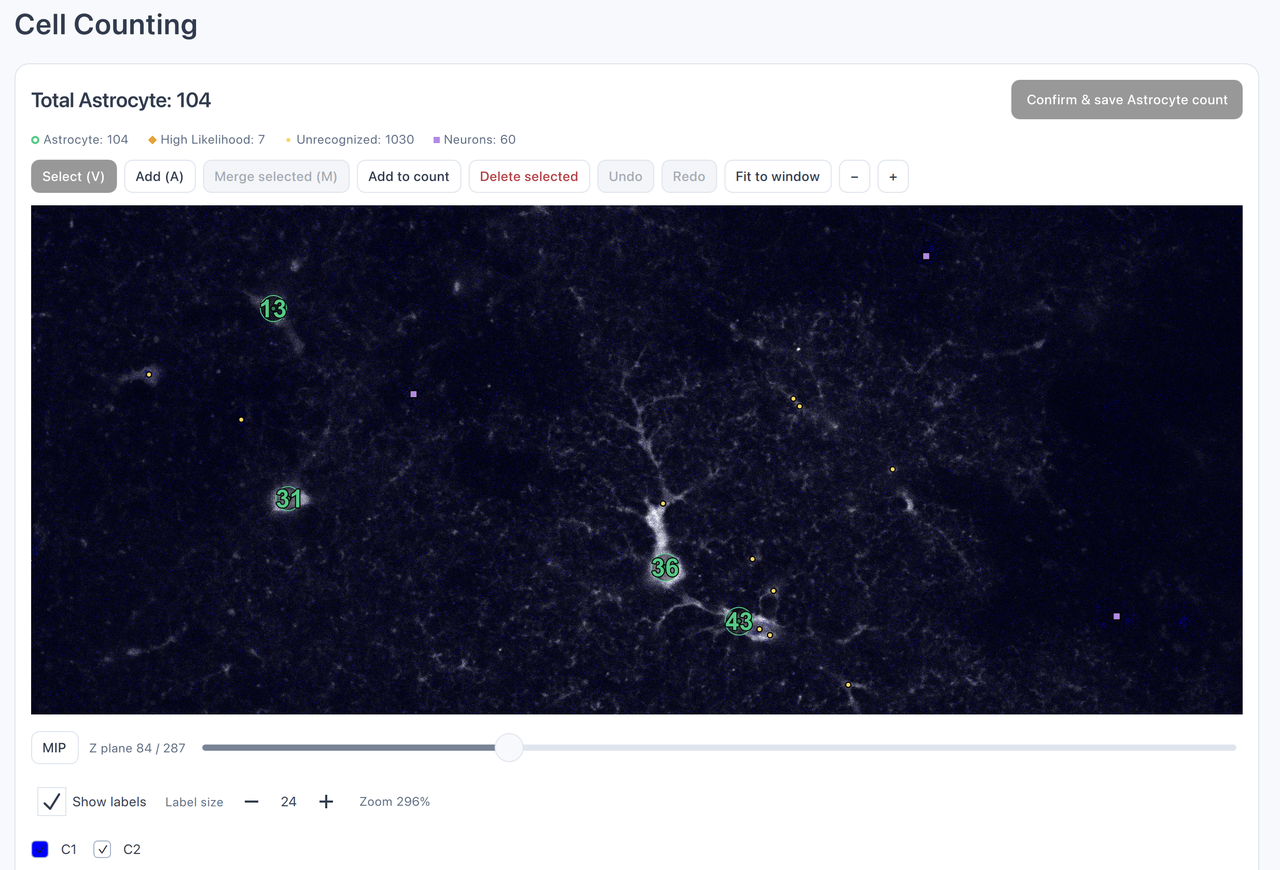 Cell Counting
Total Astrocyte: 104
Confirm & save Astrocyte count
Astrocyte: 104 High Likelihood: 7 Unrecognized: 1030 Neurons: 60
Select (V) Add (A) Merge selected (M) Add to count Delete selected Undo Redo Fit to window − +
13
31
36
43
MIP Z plane 84 / 287
Show labels Label size − 24 + Zoom 296%
C1 C2